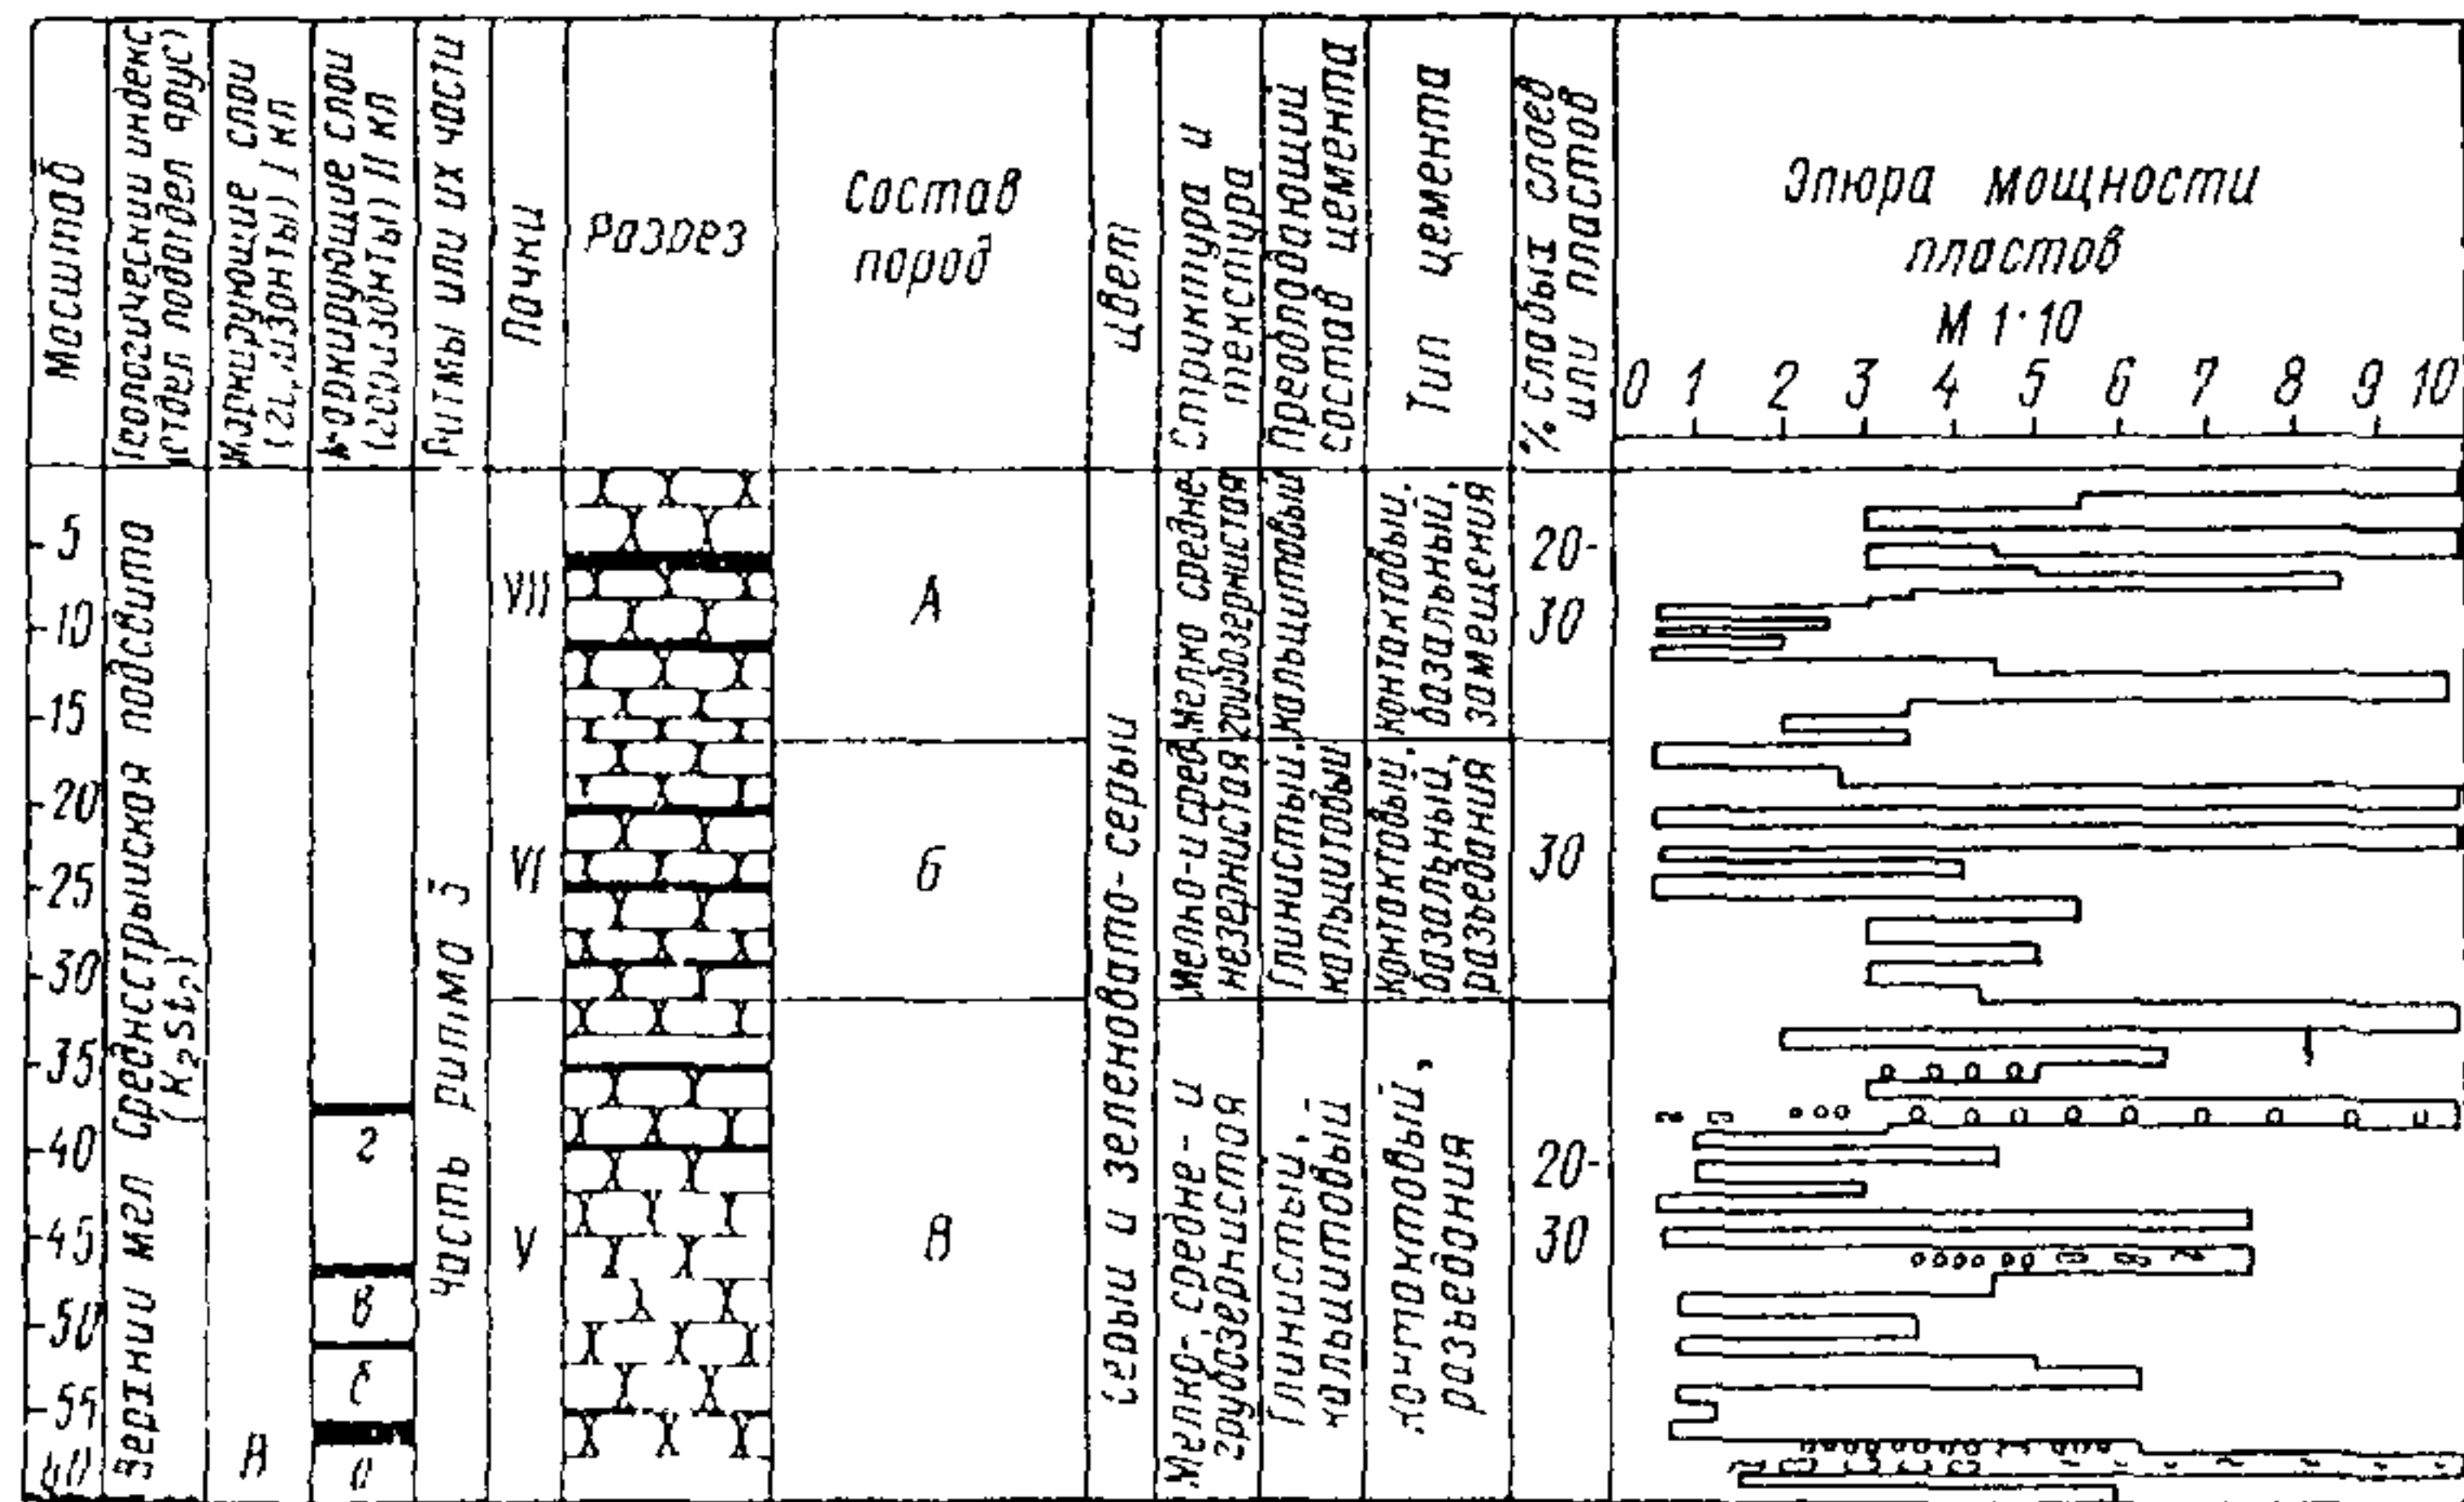 Масштаб
Геологический индекс
(отдел подотдел ярус)
Маркирующие слои
(горизонты) I кл
Маркирующие слои
(горизонты) II кл
Ритмы или их части
Пачки
Разрез
Состав
пород
Цвет
Структура и
текстура
Преобладающий
состав цемента
Тип цемента
% слабых слоев
или пластов
Эпюра мощности
пластов
М 1:10
0 1 2 3 4 5 6 7 8 9 10
5
10
15
20
25
30
35
40
45
50
55
60
Верхний мел Среднестрыйская подсвита
(K₂st₂)
В
г
в
б
а
Часть ритма 3
VII
VI
V
А
Б
В
Серый и зеленовато-серый
Мелко средне
грубозернистая
Кальцитовый
Контактовый,
базальный,
замещения
20-
30
Мелко-и сред
незернистая
Глинистый,
кальцитовый
Контактовый,
базальный,
разъедания
30
Мелко-, средне- и
грубозернистая
Глинистый,
кальцитовый
Контактовый,
разъедания
20-
30